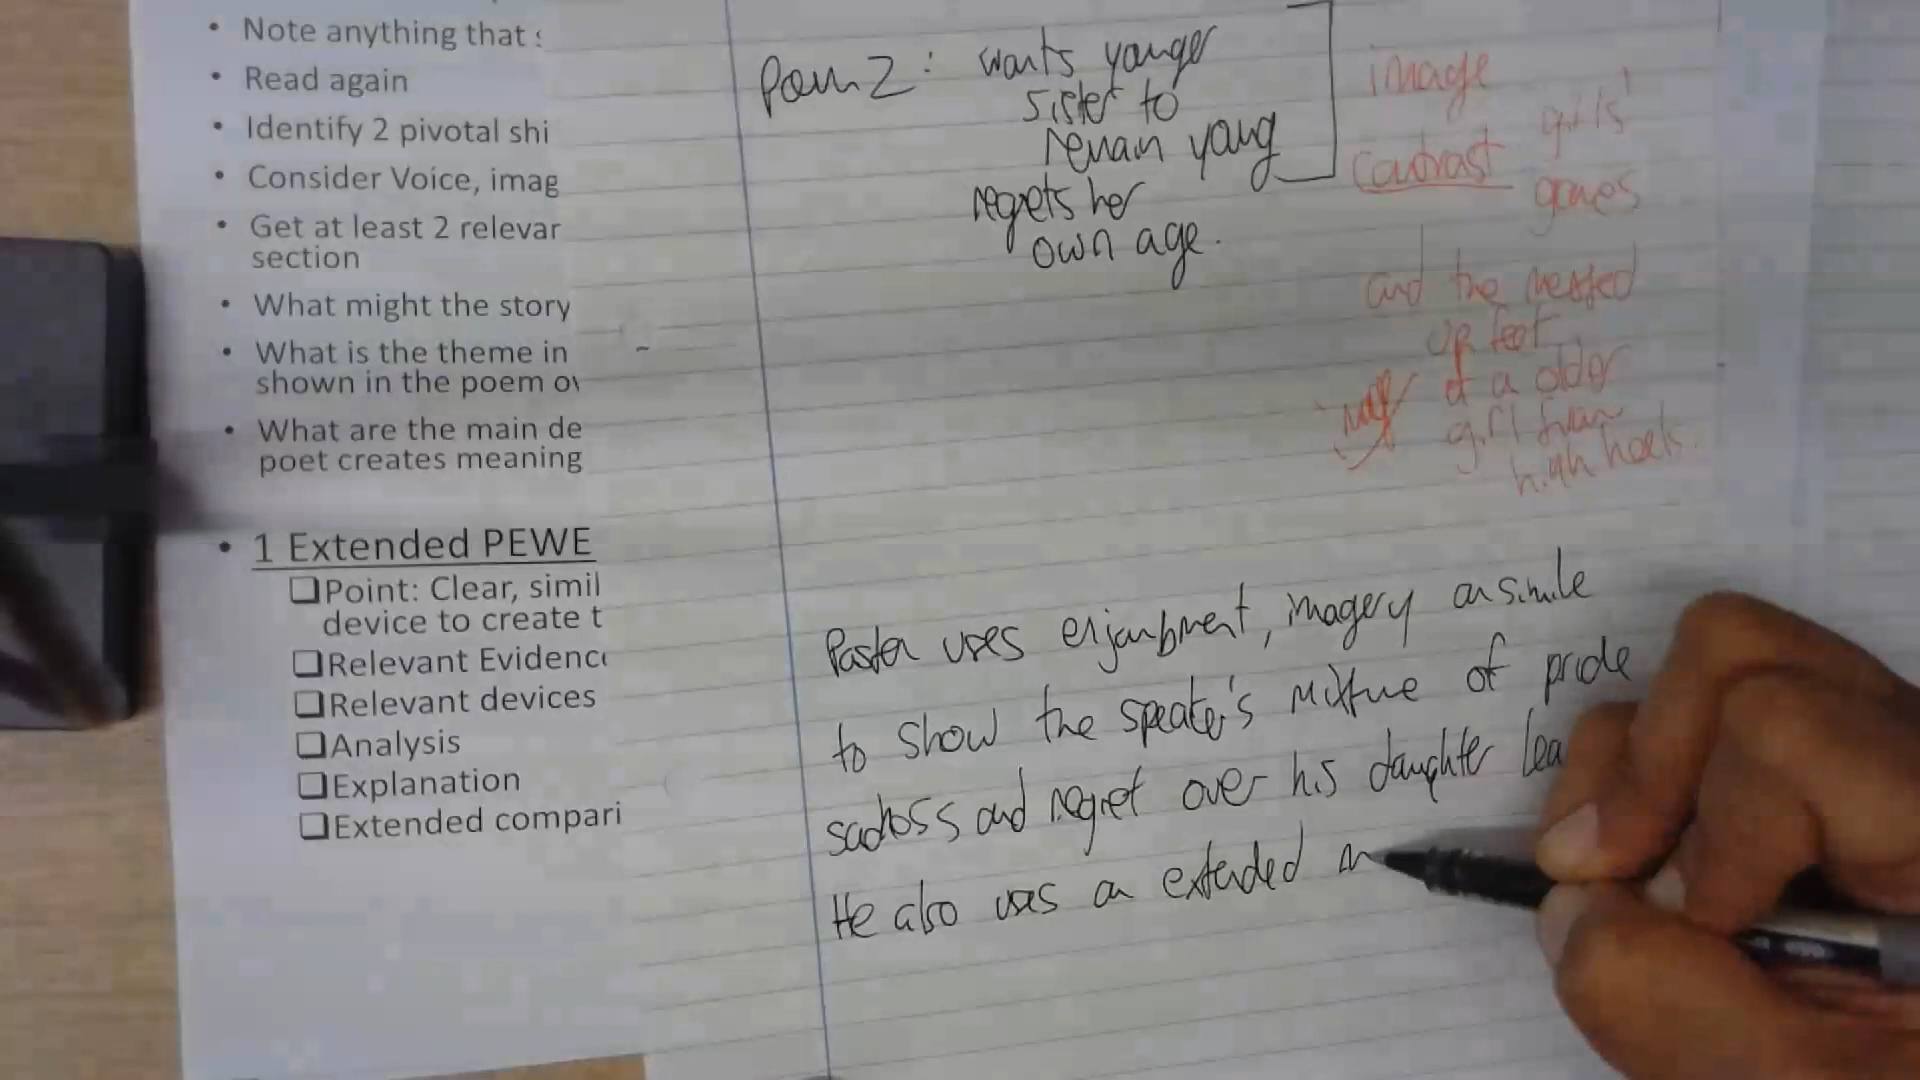 • Note anything that s
• Read again
• Identify 2 pivotal shi
• Consider Voice, imag
• Get at least 2 relevar
section
• What might the story
• What is the theme in
shown in the poem ov
• What are the main de
poet creates meaning
• 1 Extended PEWE
❑Point: Clear, simil
device to create t
❑Relevant Evidenc
❑Relevant devices
❑Analysis
❑Explanation
❑Extended compari
Poem 2: wants younger
sister to
remain young
regrets her
own age.
image
contrast girls'
games
and the messed
up feet
of a older
girl from
high heels.
uses enjambment, imagery a simile
to show the speaker's mixture of pride
sadness and regret over his daughter lea
He also uses an extended m